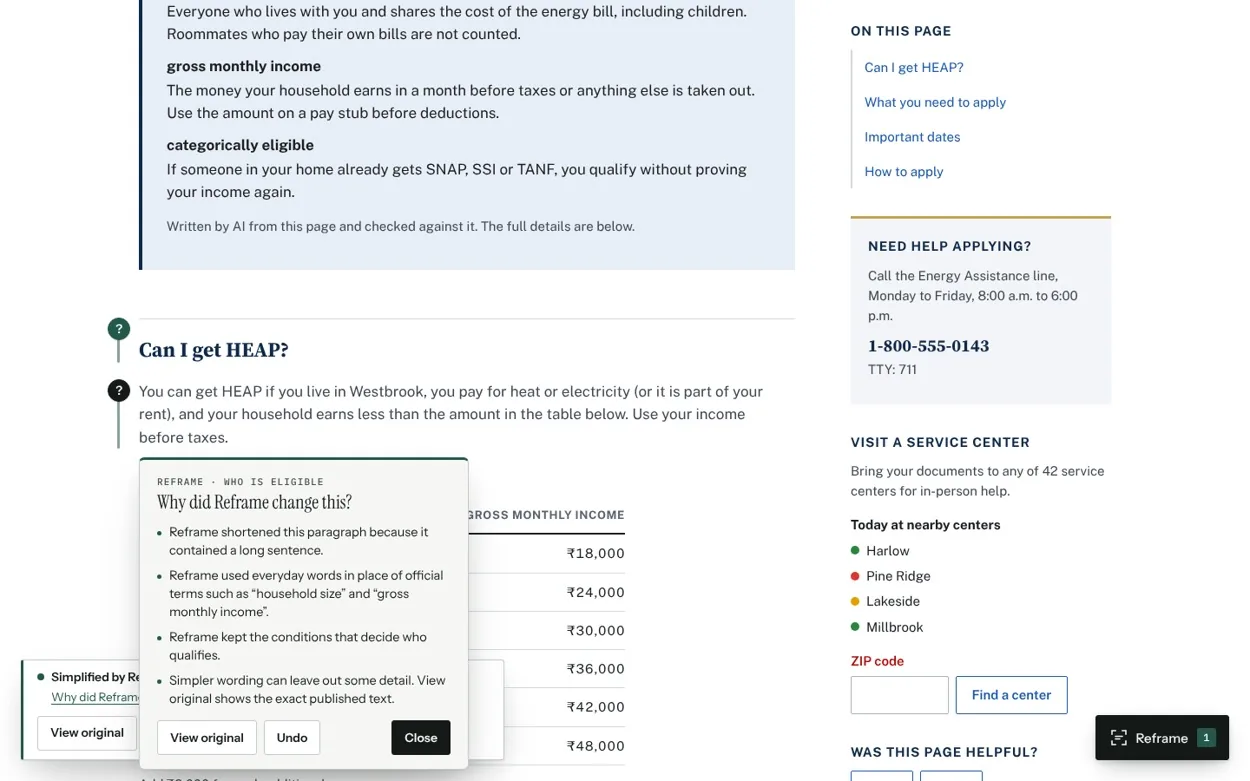 Everyone who lives with you and shares the cost of the energy bill, including children.
Roommates who pay their own bills are not counted.
gross monthly income
The money your household earns in a month before taxes or anything else is taken out.
Use the amount on a pay stub before deductions.
categorically eligible
If someone in your home already gets SNAP, SSI or TANF, you qualify without proving
your income again.
Written by AI from this page and checked against it. The full details are below.
?
Can I get HEAP?
?
You can get HEAP if you live in Westbrook, you pay for heat or electricity (or it is part of your
rent), and your household earns less than the amount in the table below. Use your income
before taxes.
REFRAME · WHO IS ELIGIBLE
Why did Reframe change this?
• Reframe shortened this paragraph because it
contained a long sentence.
• Reframe used everyday words in place of official
terms such as “household size” and “gross
monthly income”.
• Reframe kept the conditions that decide who
qualifies.
• Simpler wording can leave out some detail. View
original shows the exact published text.
View original
Undo
Close
GROSS MONTHLY INCOME
₹18,000
₹24,000
₹30,000
₹36,000
₹42,000
₹48,000
Simplified by Re
Why did Refram
View original
ON THIS PAGE
Can I get HEAP?
What you need to apply
Important dates
How to apply
NEED HELP APPLYING?
Call the Energy Assistance line,
Monday to Friday, 8:00 a.m. to 6:00
p.m.
1-800-555-0143
TTY: 711
VISIT A SERVICE CENTER
Bring your documents to any of 42 service
centers for in-person help.
Today at nearby centers
Harlow
Pine Ridge
Lakeside
Millbrook
ZIP code
Find a center
WAS THIS PAGE HELPFUL?
Reframe 1